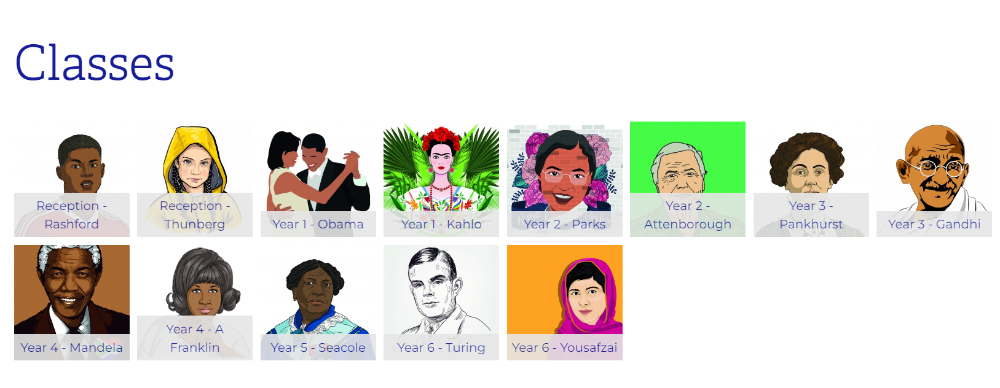 Classes
Reception -
Rashford
Reception -
Thunberg
Year 1 - Obama
Year 1 - Kahlo
Year 2 - Parks
Year 2 -
Attenborough
Year 3 -
Pankhurst
Year 3 - Gandhi
Year 4 - Mandela
Year 4 - A
Franklin
Year 5 - Seacole
Year 6 - Turing
Year 6 - Yousafzai